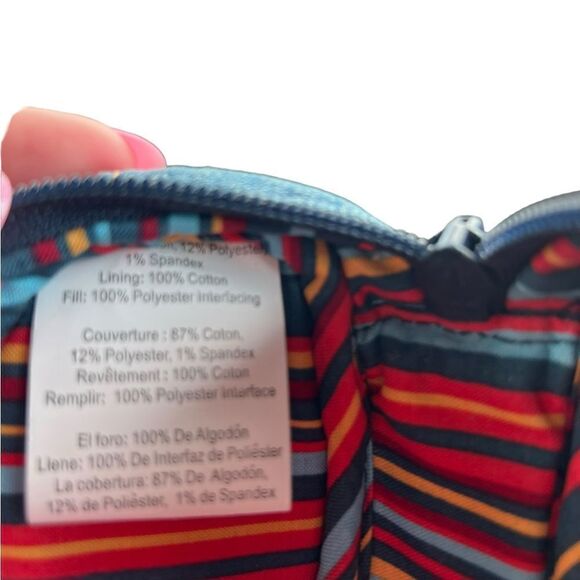 12% Polyester
1% Spandex
Lining: 100% Cotton
Fill: 100% Polyester Interfacing
Couverture : 87% Coton,
12% Polyester, 1% Spandex
Revêtement : 100% Coton
Remplir: 100% Polyester Interface
El foro: 100% De Algodón
Llene: 100% De Interfaz de Poliéster
La cobertura: 87% De Algodón,
12% de Poliéster, 1% de Spandex